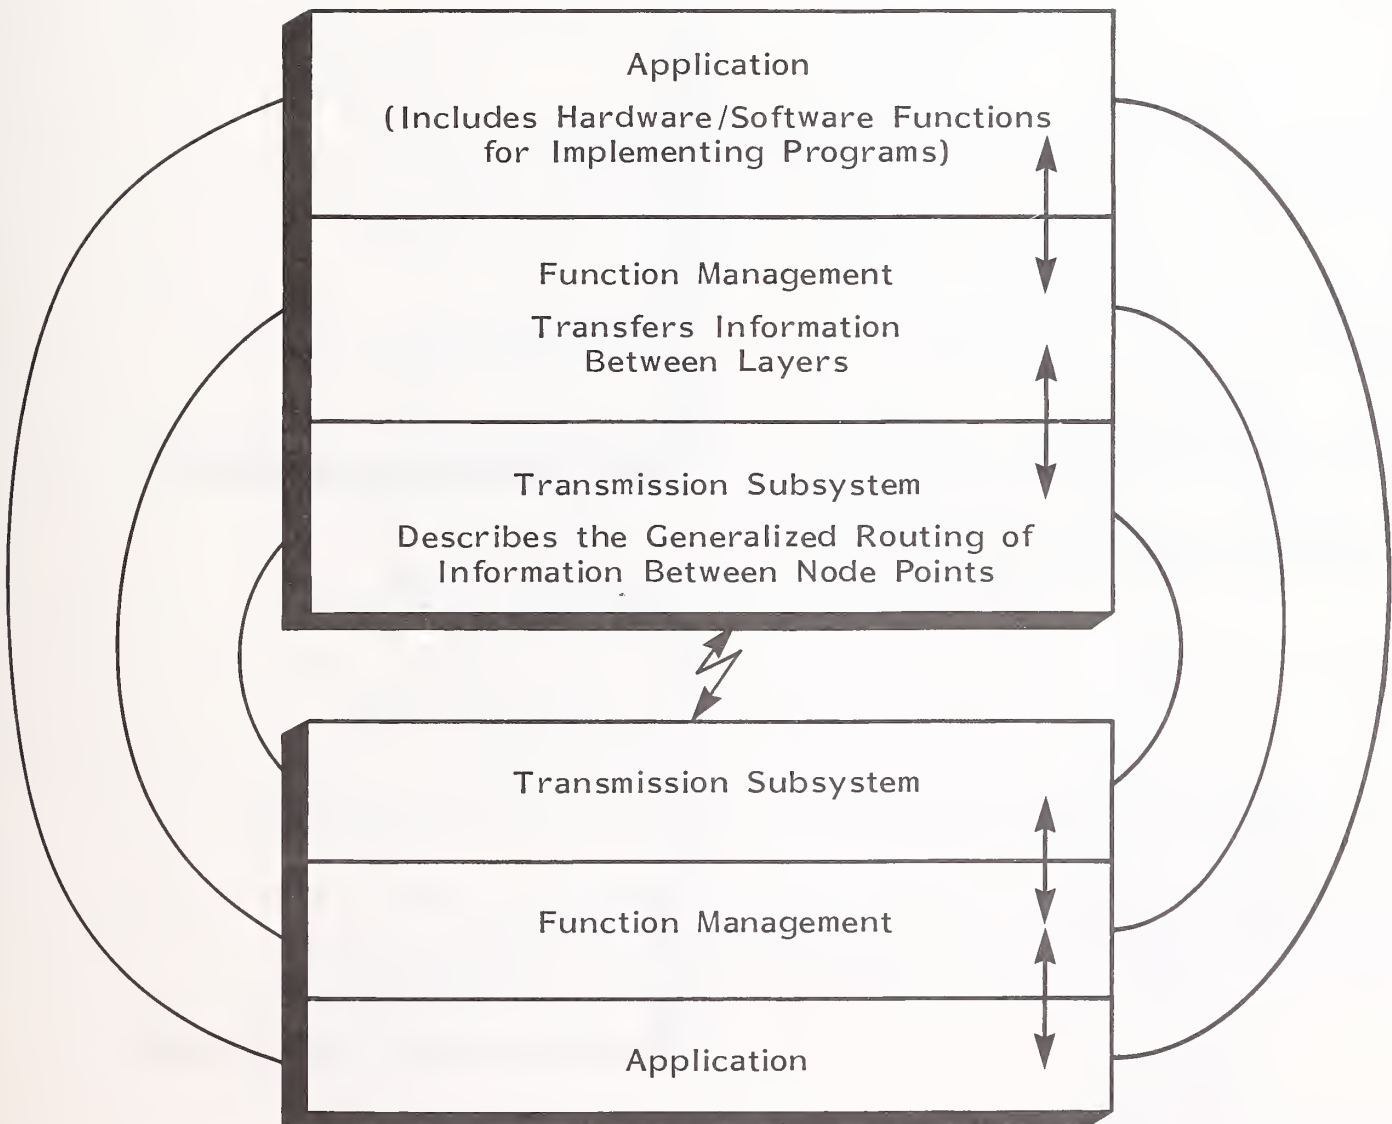 Application
(Includes Hardware/Software Functions
for Implementing Programs)
Function Management
Transfers Information
Between Layers
Transmission Subsystem
Describes the Generalized Routing of
Information Between Node Points
Transmission Subsystem
Function Management
Application